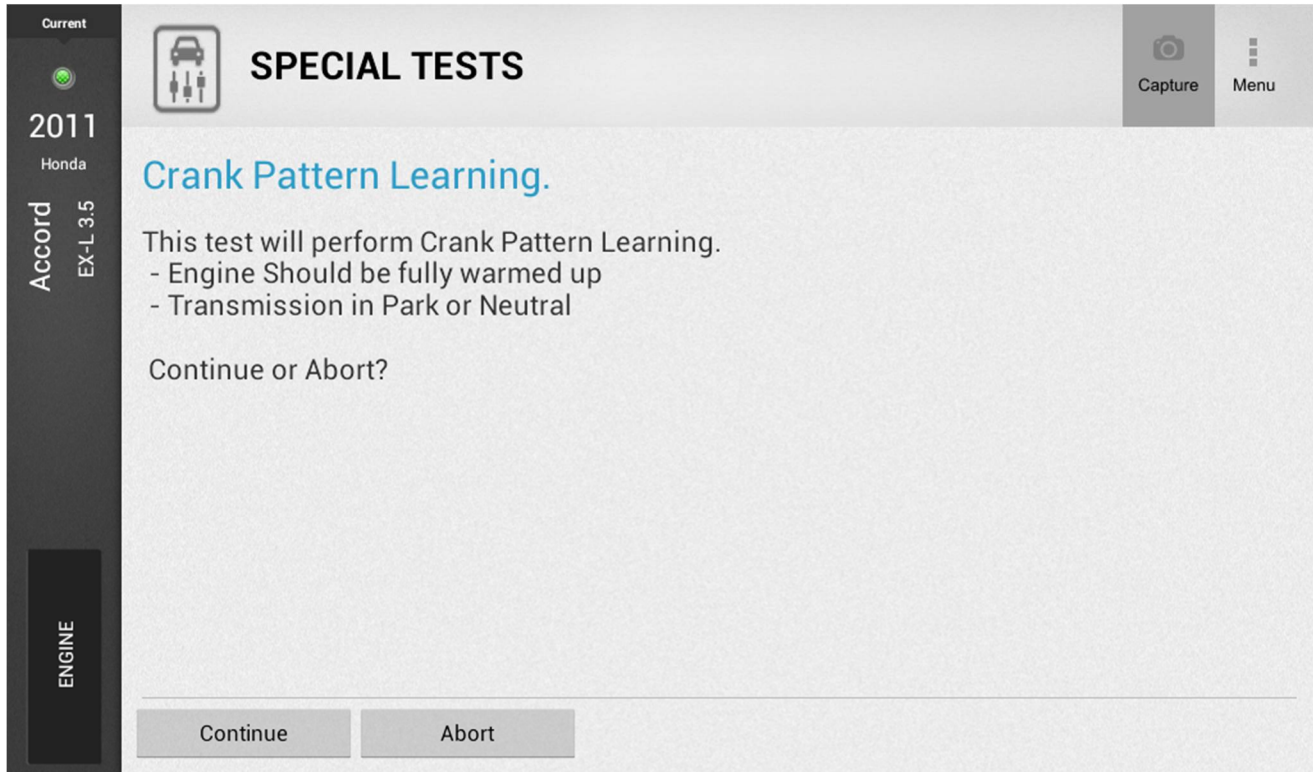 Current
2011
Honda
Accord
EX-L 3.5
ENGINE
SPECIAL TESTS
Capture
Menu
Crank Pattern Learning.
This test will perform Crank Pattern Learning.
- Engine Should be fully warmed up
- Transmission in Park or Neutral
Continue or Abort?
Continue
Abort